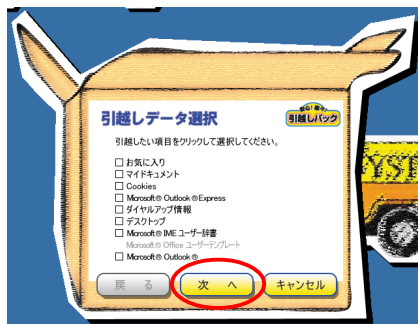 引越しデータ選択
安心!簡単!
引越しパック
引越したい項目をクリックして選択してください。
お気に入り
マイドキュメント
Cookies
Microsoft® Outlook®Express
ダイヤルアップ情報
デスクトップ
Microsoft® IME ユーザー辞書
Microsoft® Office ユーザーテンプレート
Microsoft® Outlook®
戻 る
次 へ
キャンセル
YST